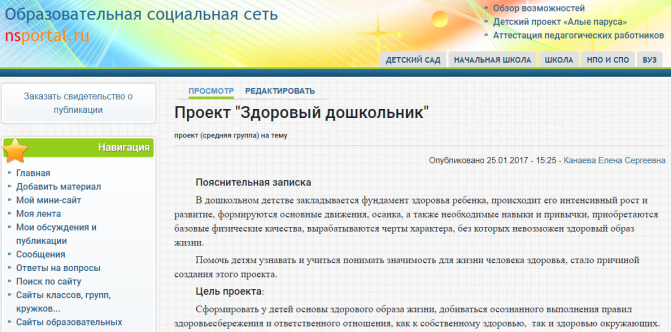 Образовательная социальная сеть
nsportal.ru
Обзор возможностей
Детский проект «Алые паруса»
Аттестация педагогических работников
ДЕТСКИЙ САД НАЧАЛЬНАЯ ШКОЛА ШКОЛА НПО И СПО ВУЗ
Заказать свидетельство о
публикации
Навигация
Главная
Добавить материал
Мой мини-сайт
Моя лента
Мои обсуждения и
публикации
Сообщения
Ответы на вопросы
Поиск по сайту
Сайты классов, групп,
кружков...
Сайты образовательных
ПРОСМОТР РЕДАКТИРОВАТЬ
Проект "Здоровый дошкольник"
проект (средняя группа) на тему
Опубликовано 25.01.2017 - 15:25 - Канаева Елена Сергеевна
Пояснительная записка
В дошкольном детстве закладывается фундамент здоровья ребенка, происходит его интенсивный рост и
развитие, формируются основные движения, осанка, а также необходимые навыки и привычки, приобретаются
базовые физические качества, вырабатываются черты характера, без которых невозможен здоровый образ
жизни.
Помочь детям узнавать и учиться понимать значимость для жизни человека здоровья, стало причиной
создания этого проекта.
Цель проекта:
Сформировать у детей основы здорового образа жизни, добиваться осознанного выполнения правил
здоровьесбережения и ответственного отношения, как к собственному здоровью, так и здоровью окружающих.